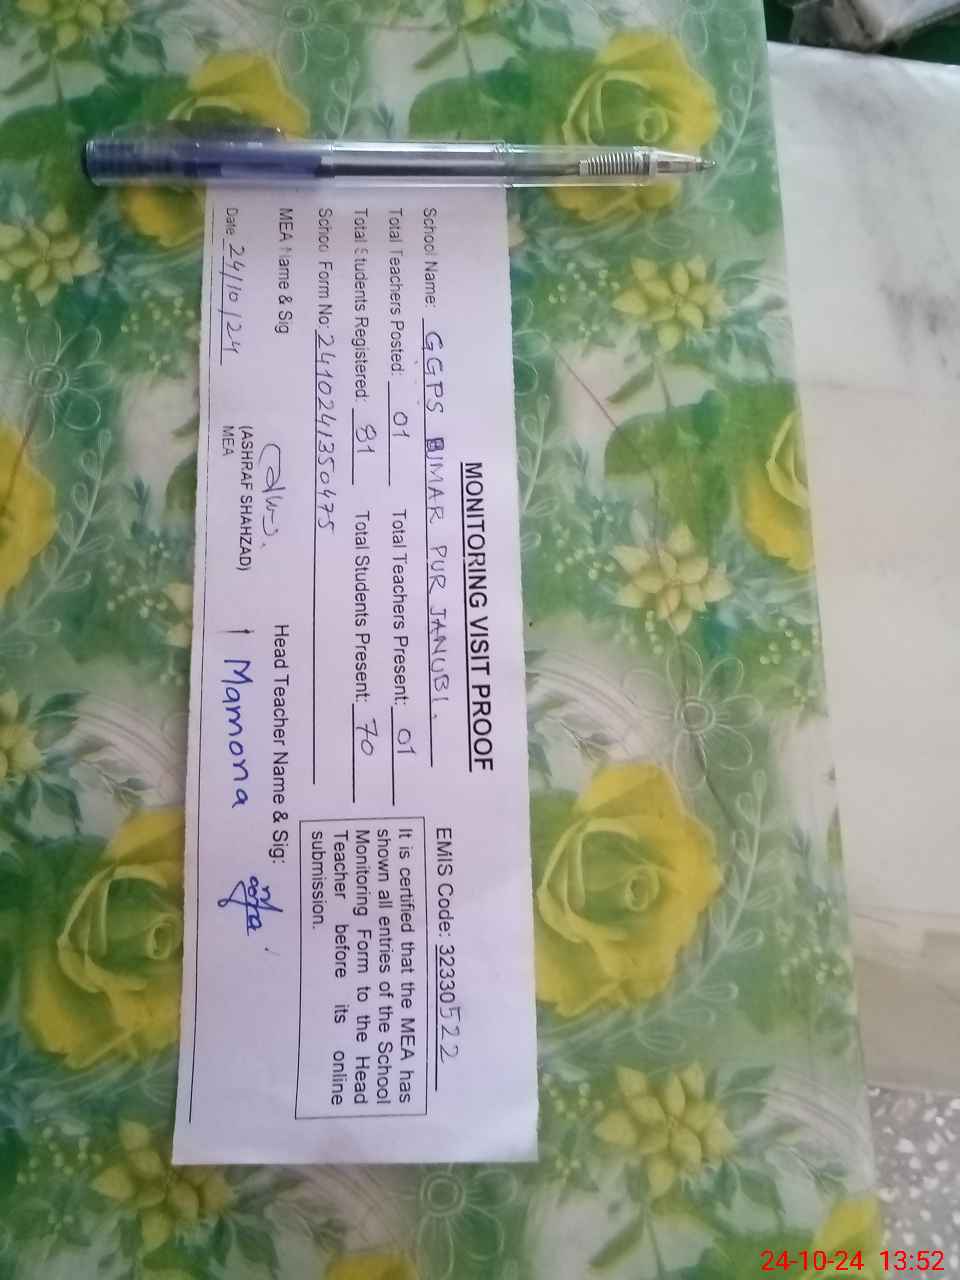 MONITORING VISIT PROOF
School Name: GGPS UMAR PUR JANUBI. EMIS Code: 32330522
Total Teachers Posted: 01 Total Teachers Present: 01
Total Students Registered: 81 Total Students Present: 70
School Form No: 2410241350475
It is certified that the MEA has
shown all entries of the School
Monitoring Form to the Head
Teacher before its online
submission.
MEA Name & Sig Head Teacher Name & Sig:
(ASHRAF SHAHZAD)
MEA
Mamona
Date 24/10/24
24-10-24 13:52